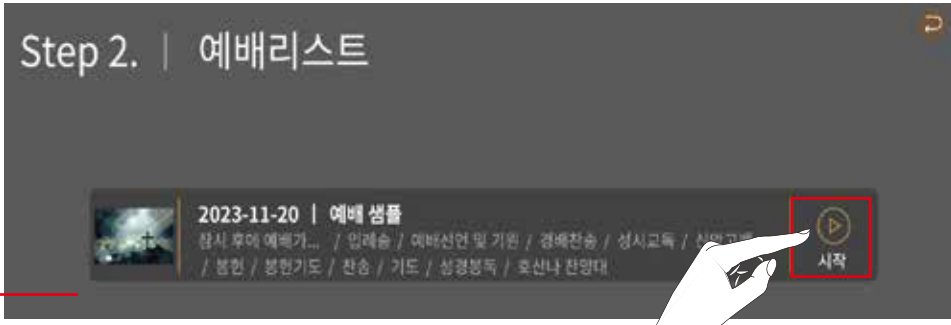 Step 2. | 예배리스트
2023-11-20 | 예배 샘플
잠시 후에 예배가... / 입례송 / 예배선언 및 기원 / 경배찬송 / 성시교독 / 신앙고백
/ 봉헌 / 봉헌기도 / 찬송 / 기도 / 성경봉독 / 호산나 찬양대
시작